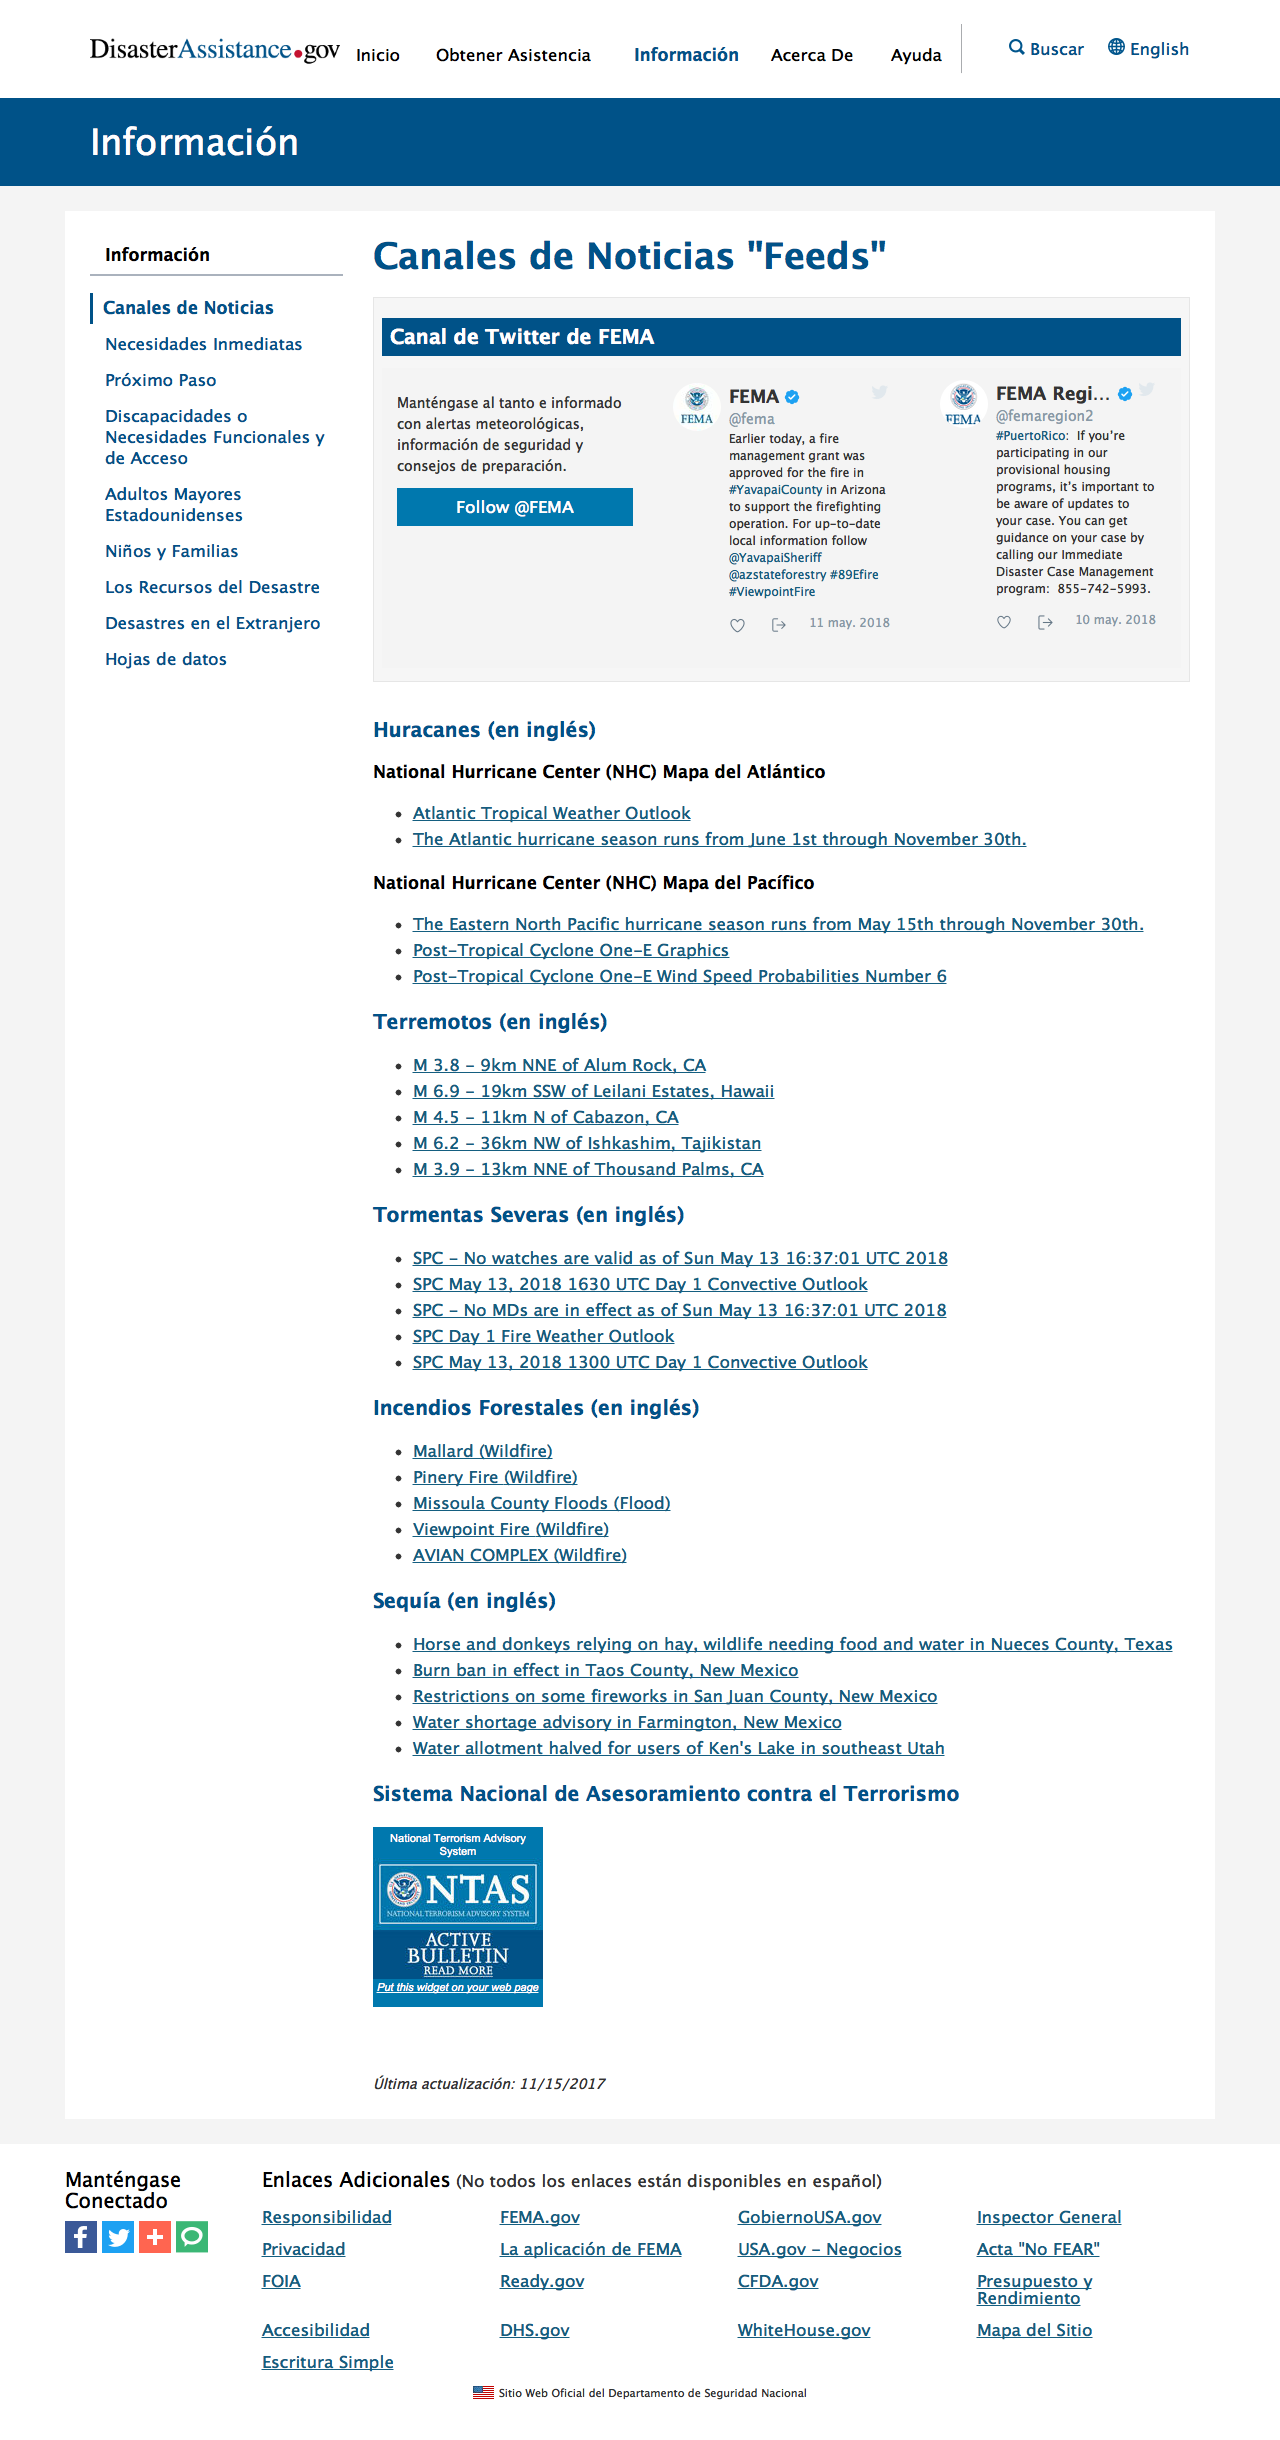 DisasterAssistance.gov
Inicio
Obtener Asistencia
Información
Acerca De
Ayuda
Buscar
English
Información
Información
Canales de Noticias
Necesidades Inmediatas
Próximo Paso
Discapacidades o
Necesidades Funcionales y
de Acceso
Adultos Mayores
Estadounidenses
Niños y Familias
Los Recursos del Desastre
Desastres en el Extranjero
Hojas de datos
Canales de Noticias "Feeds"
Canal de Twitter de FEMA
Manténgase al tanto e informado
con alertas meteorológicas,
información de seguridad y
consejos de preparación.
Follow @FEMA
FEMA
FEMA
@fema
Earlier today, a fire
management grant was
approved for the fire in
#YavapaiCounty in Arizona
to support the firefighting
operation. For up-to-date
local information follow
@YavapaiSheriff
@azstateforestry #89Efire
#ViewpointFire
11 may. 2018
FEMA
FEMA Regi...
@femaregion2
#PuertoRico: If you're
participating in our
provisional housing
programs, it's important to
be aware of updates to
your case. You can get
guidance on your case by
calling our Immediate
Disaster Case Management
program: 855-742-5993.
10 may. 2018
Huracanes (en inglés)
National Hurricane Center (NHC) Mapa del Atlántico
Atlantic Tropical Weather Outlook
The Atlantic hurricane season runs from June 1st through November 30th.
National Hurricane Center (NHC) Mapa del Pacífico
The Eastern North Pacific hurricane season runs from May 15th through November 30th.
Post-Tropical Cyclone One-E Graphics
Post-Tropical Cyclone One-E Wind Speed Probabilities Number 6
Terremotos (en inglés)
M 3.8 - 9km NNE of Alum Rock, CA
M 6.9 - 19km SSW of Leilani Estates, Hawaii
M 4.5 - 11km N of Cabazon, CA
M 6.2 - 36km NW of Ishkashim, Tajikistan
M 3.9 - 13km NNE of Thousand Palms, CA
Tormentas Severas (en inglés)
SPC - No watches are valid as of Sun May 13 16:37:01 UTC 2018
SPC May 13, 2018 1630 UTC Day 1 Convective Outlook
SPC - No MDs are in effect as of Sun May 13 16:37:01 UTC 2018
SPC Day 1 Fire Weather Outlook
SPC May 13, 2018 1300 UTC Day 1 Convective Outlook
Incendios Forestales (en inglés)
Mallard (Wildfire)
Pinery Fire (Wildfire)
Missoula County Floods (Flood)
Viewpoint Fire (Wildfire)
AVIAN COMPLEX (Wildfire)
Sequía (en inglés)
Horse and donkeys relying on hay, wildlife needing food and water in Nueces County, Texas
Burn ban in effect in Taos County, New Mexico
Restrictions on some fireworks in San Juan County, New Mexico
Water shortage advisory in Farmington, New Mexico
Water allotment halved for users of Ken's Lake in southeast Utah
Sistema Nacional de Asesoramiento contra el Terrorismo
National Terrorism Advisory
System
NTAS
NATIONAL TERRORISM ADVISORY SYSTEM
ACTIVE
BULLETIN
READ MORE
Put this widget on your web page
Última actualización: 11/15/2017
Manténgase
Conectado
Enlaces Adicionales (No todos los enlaces están disponibles en español)
Responsibilidad
FEMA.gov
GobiernoUSA.gov
Inspector General
Privacidad
La aplicación de FEMA
USA.gov - Negocios
Acta "No FEAR"
FOIA
Ready.gov
CFDA.gov
Presupuesto y
Rendimiento
Accesibilidad
DHS.gov
WhiteHouse.gov
Mapa del Sitio
Escritura Simple
Sitio Web Oficial del Departamento de Seguridad Nacional